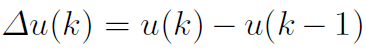 Δu(k) = u(k) − u(k − 1)